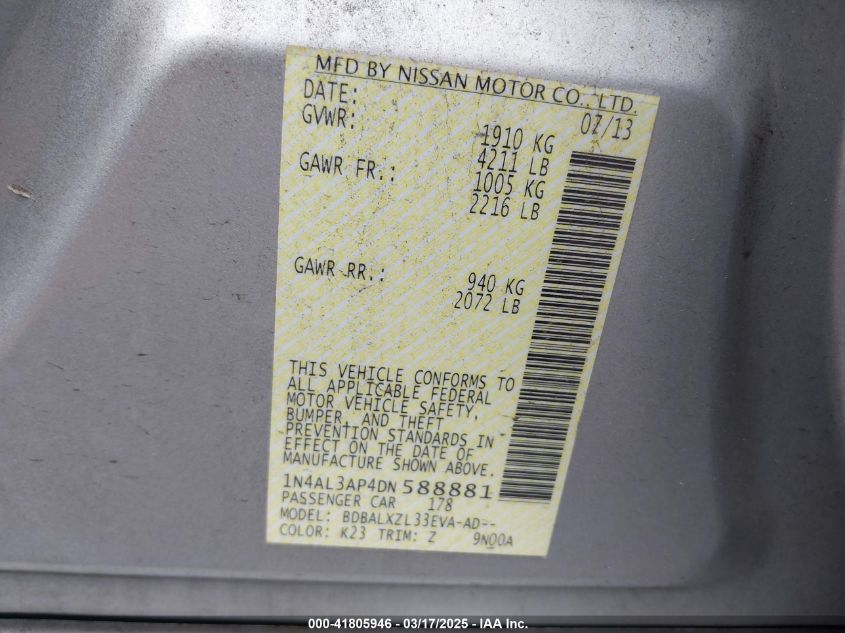 MFD BY NISSAN MOTOR CO., LTD.
DATE: 07/13
GVWR: 1910 KG
4211 LB
GAWR FR.: 1005 KG
2216 LB
GAWR RR.: 940 KG
2072 LB
THIS VEHICLE CONFORMS TO
ALL APPLICABLE FEDERAL
MOTOR VEHICLE SAFETY,
BUMPER, AND THEFT
PREVENTION STANDARDS IN
EFFECT ON THE DATE OF
MANUFACTURE SHOWN ABOVE.
1N4AL3AP4DN588881
PASSENGER CAR 178
MODEL: BDBALXZL33EVA-AD--
COLOR: K23 TRIM: Z 9N00A
000-41805946 - 03/17/2025 - IAA Inc.